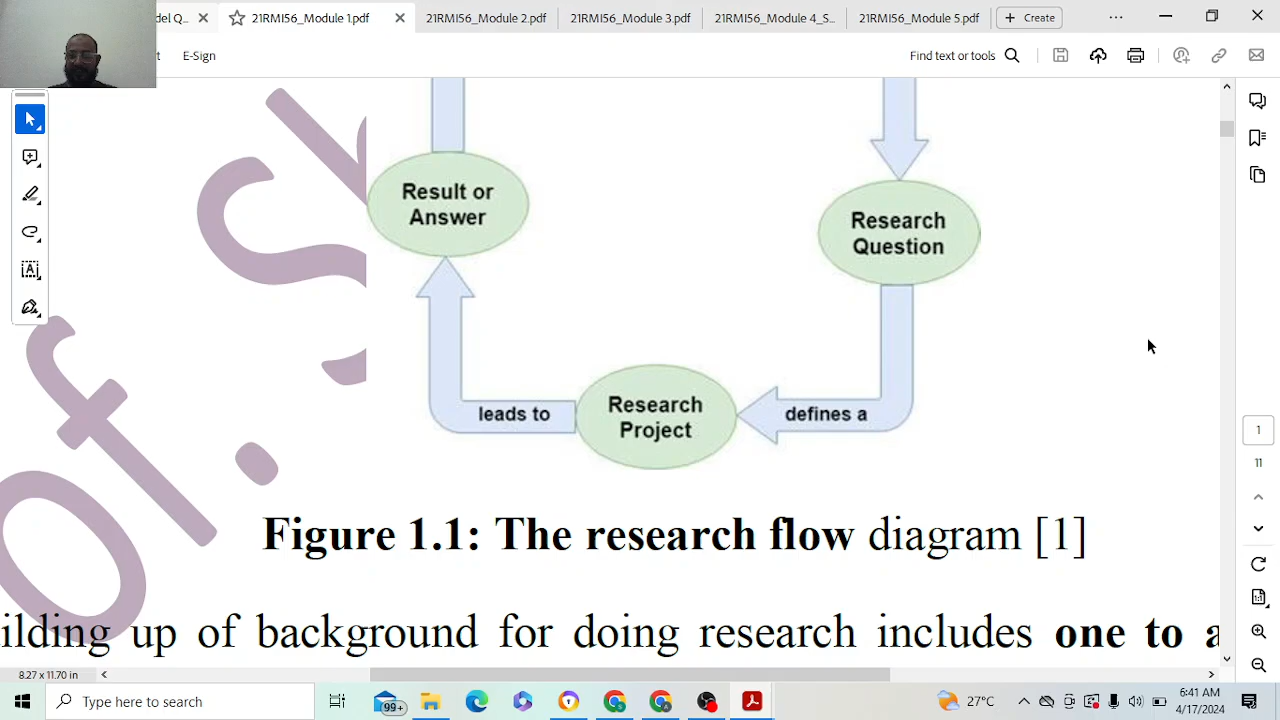 del Q...
21RMI56_Module 1.pdf
21RMI56_Module 2.pdf
21RMI56_Module 3.pdf
21RMI56_Module 4_S...
21RMI56_Module 5.pdf
Create
t
E-Sign
Find text or tools
Result or
Answer
Research
Question
leads to
Research
Project
defines a
Figure 1.1: The research flow diagram [1]
ilding up of background for doing research includes one to a
of. S
1
11
8.27 x 11.70 in
Type here to search
99+
27°C
6:41 AM
4/17/2024